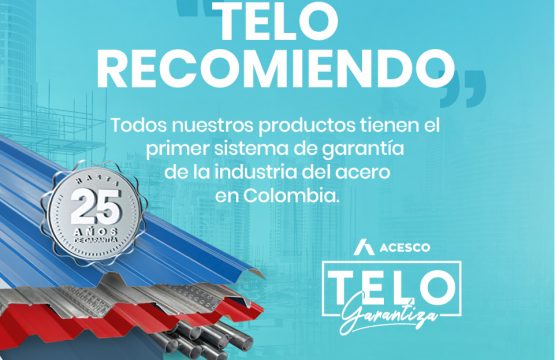 TELO
RECOMIENDO
”
Todos nuestros productos tienen el
primer sistema de garantía
de la industria del acero
en Colombia.
HASTA
25
AÑOS
DE GARANTÍA
ACESCO
TELO
Garantiza